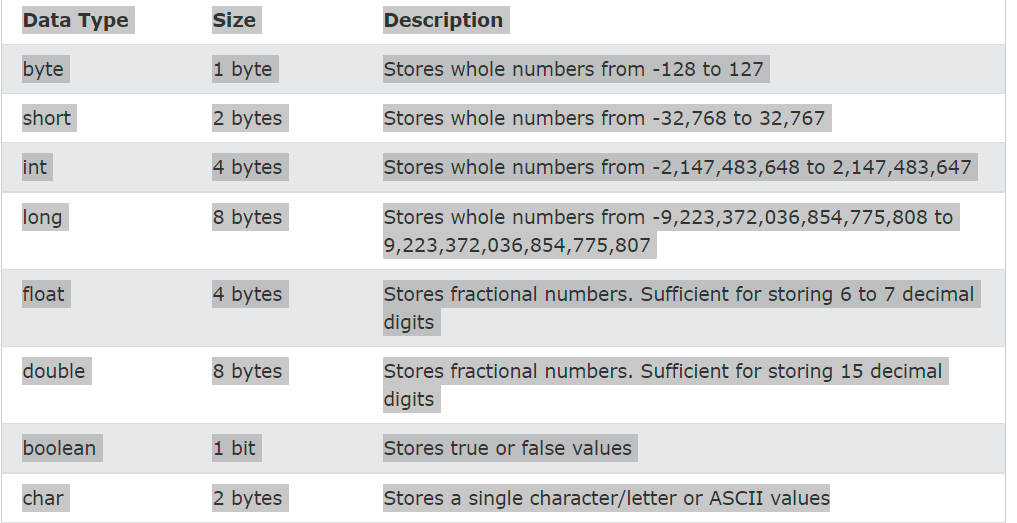 Data Type Size Description
byte 1 byte Stores whole numbers from -128 to 127
short 2 bytes Stores whole numbers from -32,768 to 32,767
int 4 bytes Stores whole numbers from -2,147,483,648 to 2,147,483,647
long 8 bytes Stores whole numbers from -9,223,372,036,854,775,808 to
9,223,372,036,854,775,807
float 4 bytes Stores fractional numbers. Sufficient for storing 6 to 7 decimal
digits
double 8 bytes Stores fractional numbers. Sufficient for storing 15 decimal
digits
boolean 1 bit Stores true or false values
char 2 bytes Stores a single character/letter or ASCII values